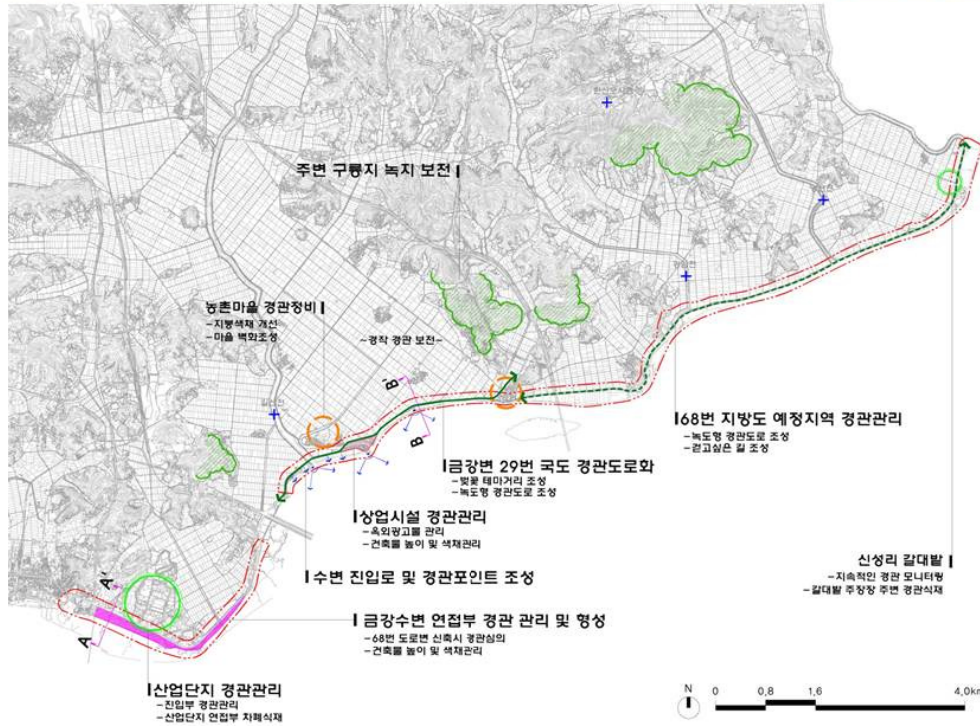 주변 구릉지 녹지 보전
농촌마을 경관정비
-지붕색채 개선
-마을 벽화조성
~경작 경관 보전~
길산천
B'
B
68번 지방도 예정지역 경관관리
-녹도형 경관도로 조성
-걷고싶은 길 조성
금강변 29번 국도 경관도로화
-벚꽃 테마거리 조성
-녹도형 경관도로 조성
상업시설 경관관리
-옥외광고물 관리
-건축물 높이 및 색채관리
신성리 갈대밭
-지속적인 경관 모니터링
-갈대밭 주장장 주변 경관식재
수변 진입로 및 경관포인트 조성
A'
A
금강수변 연접부 경관 관리 및 형성
-68번 도로변 신축시 경관심의
-건축물 높이 및 색채관리
산업단지 경관관리
-진입부 경관관리
-산업단지 연접부 차폐식재
N
0 0,8 1,6 4,0km